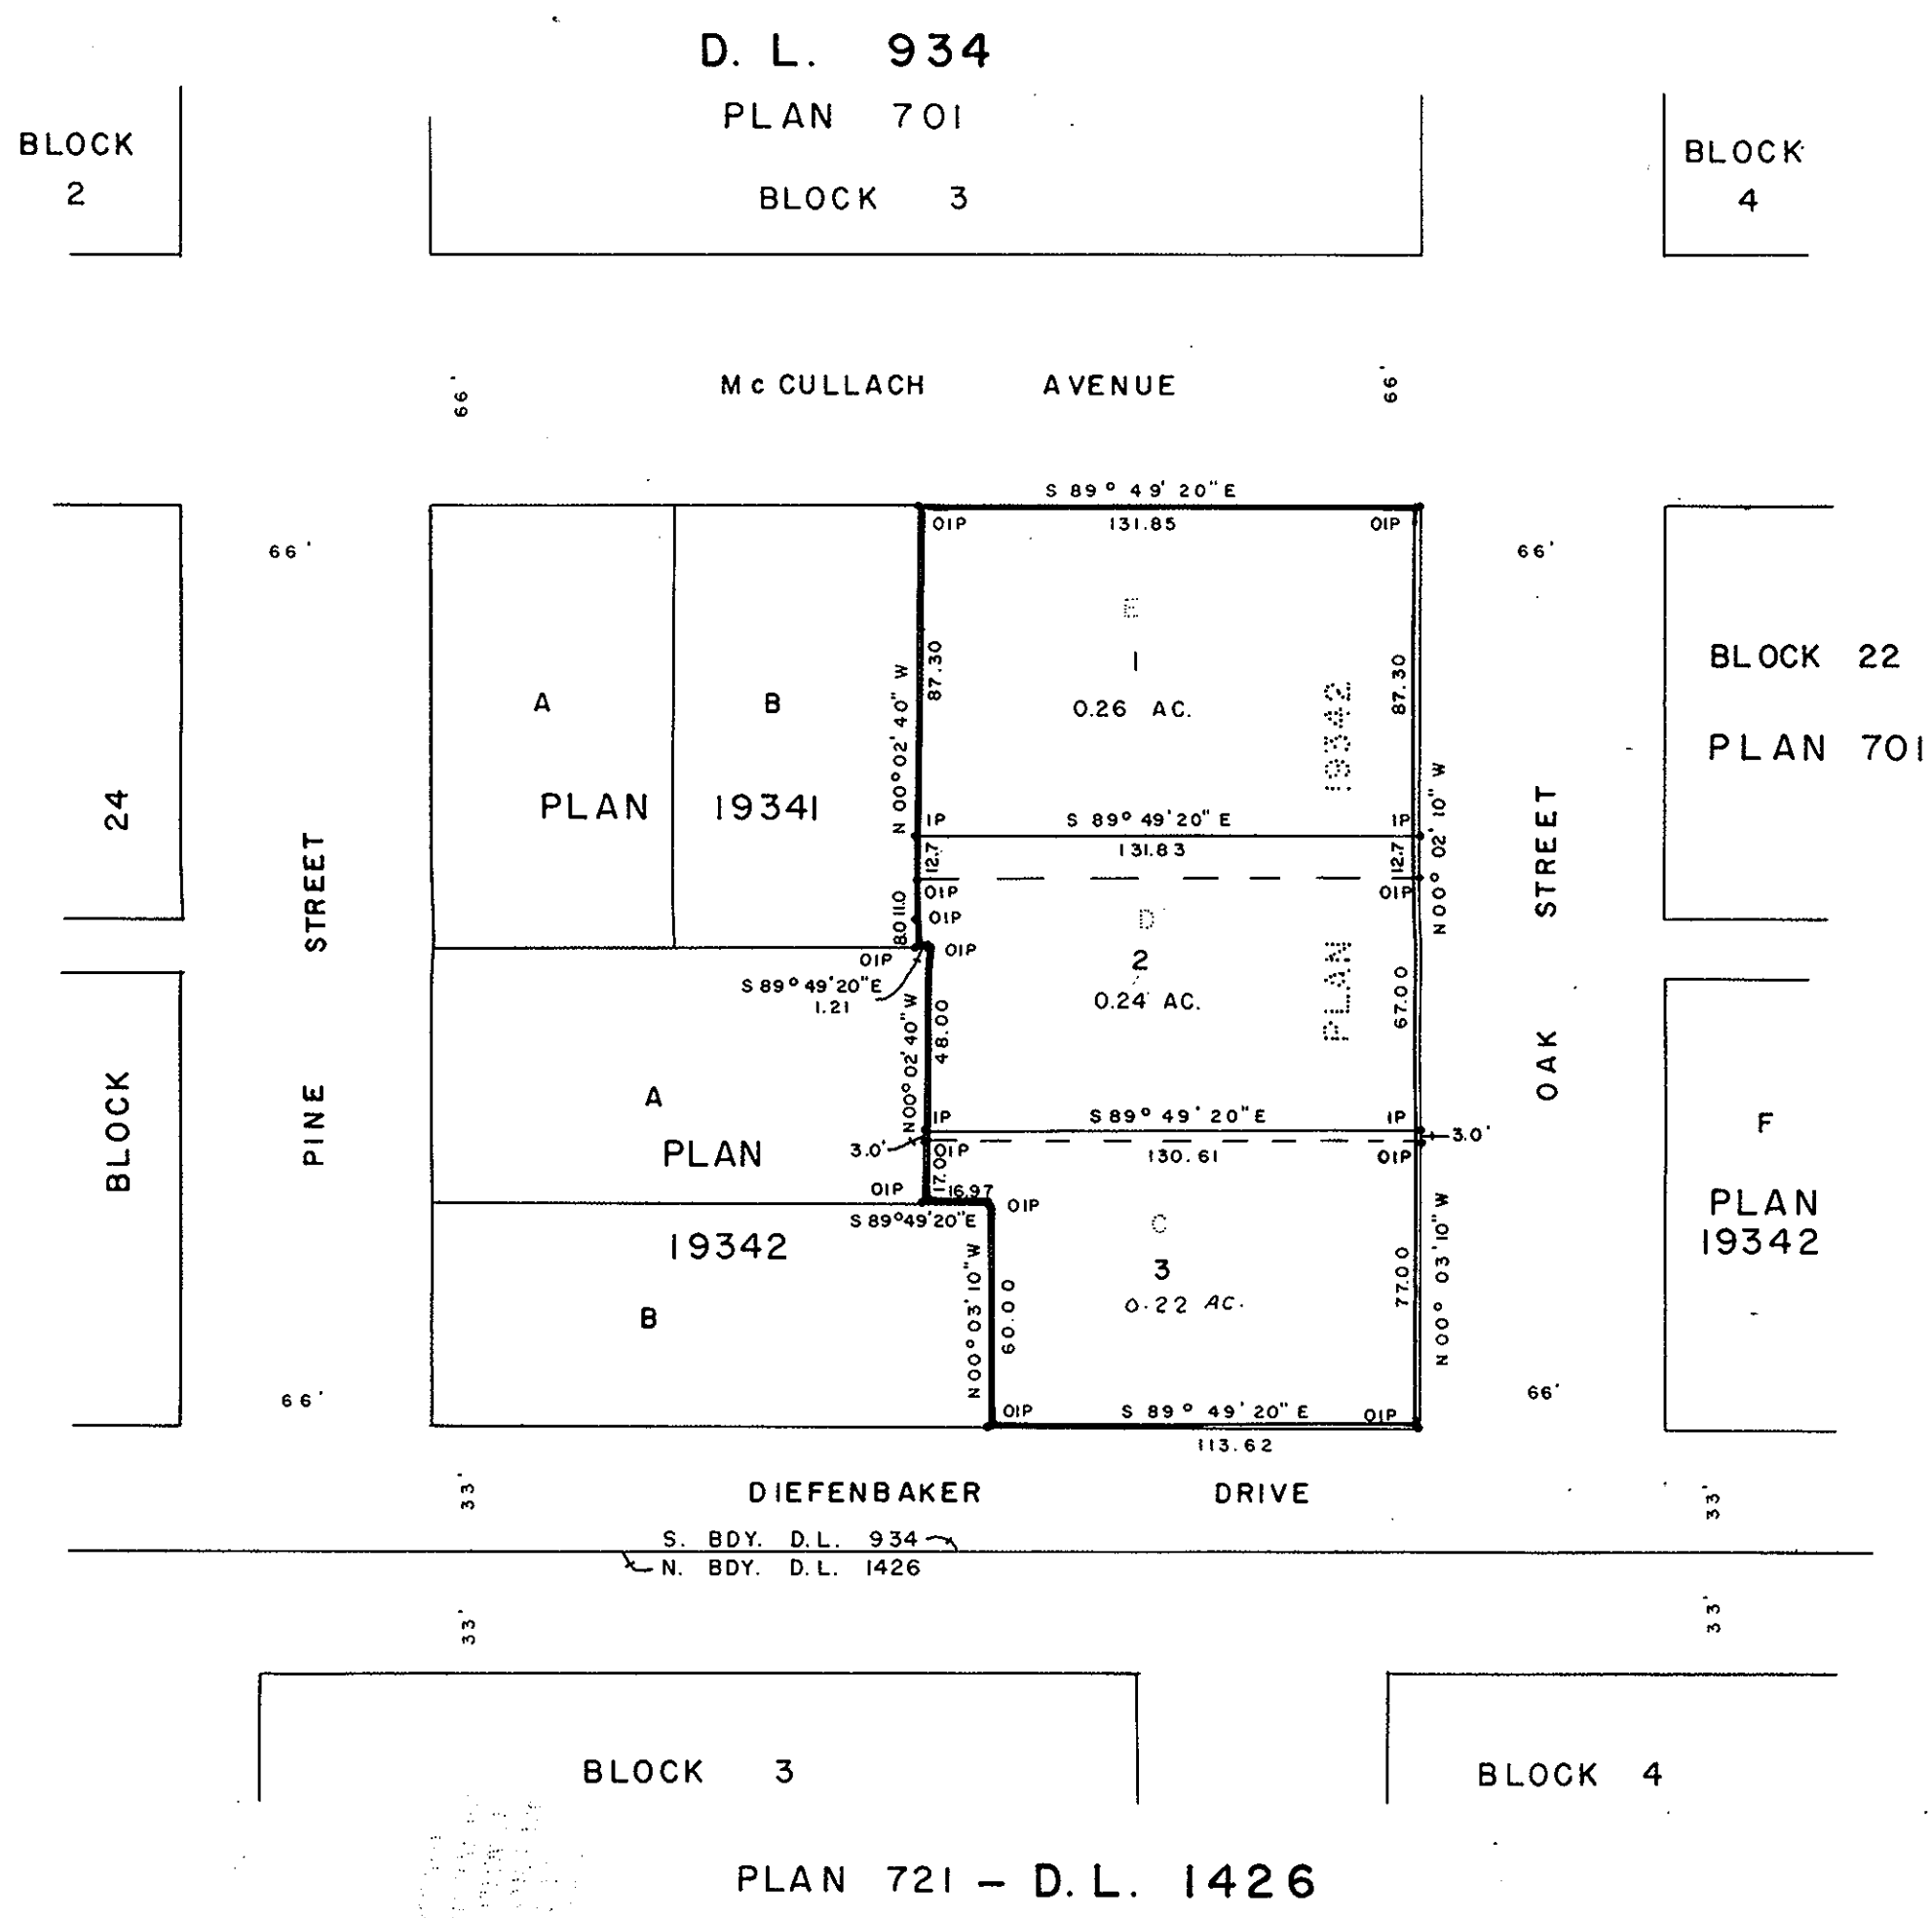 D. L. 934
PLAN 701
BLOCK 2
BLOCK 3
BLOCK 4
66'
Mc CULLACH AVENUE
66'
S 89° 49' 20" E
OIP 131.85 OIP
66'
66'
E
1
0.26 AC.
87.30
N 00° 02' 40" W
87.30
19342
BLOCK 22
PLAN 701
A
B
PLAN 19341
24
BLOCK
PINE STREET
OAK STREET
IP S 89° 49' 20" E IP
131.83
12.7
12.7
N 00° 02' 10" W
OIP
OIP
11.0
8.0
OIP
OIP
OIP
D
2
0.24 AC.
PLAN
67.00
S 89° 49' 20" E
1.21
N 00° 02' 40" W
48.00
A
PLAN
IP S 89° 49' 20" E IP
3.0'
3.0'
OIP
130.61
OIP
17.0
OIP
16.97
OIP
S 89° 49' 20" E
19342
B
C
3
0.22 AC.
N 00° 03' 10" W
60.00
77.00
N 00° 03' 10" W
F
PLAN
19342
66'
66'
OIP S 89° 49' 20" E OIP
113.62
33'
DIEFENBAKER DRIVE
33'
S. BDY. D.L. 934
N. BDY. D.L. 1426
33'
33'
BLOCK 3
BLOCK 4
PLAN 721 – D. L. 1426